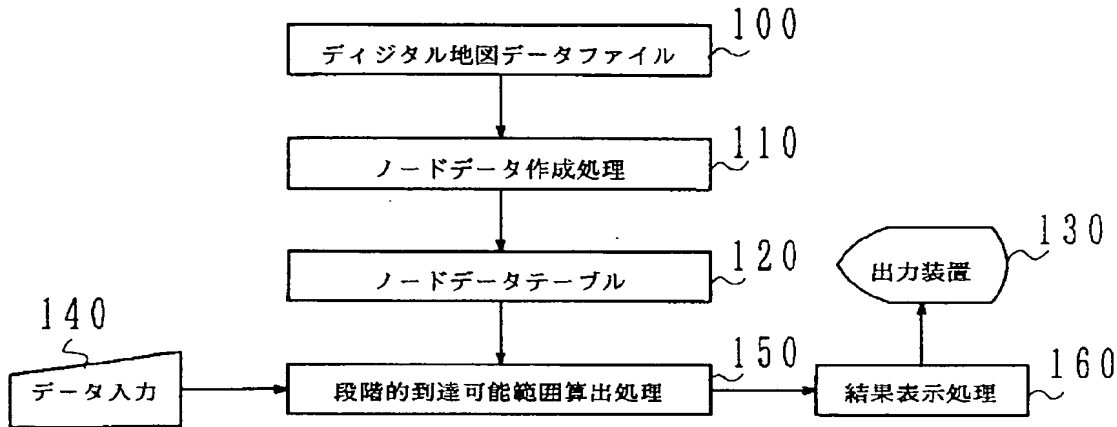 100
ディジタル地図データファイル
110
ノードデータ作成処理
120
ノードデータテーブル
130
出力装置
140
データ入力
150
段階的到達可能範囲算出処理
160
結果表示処理